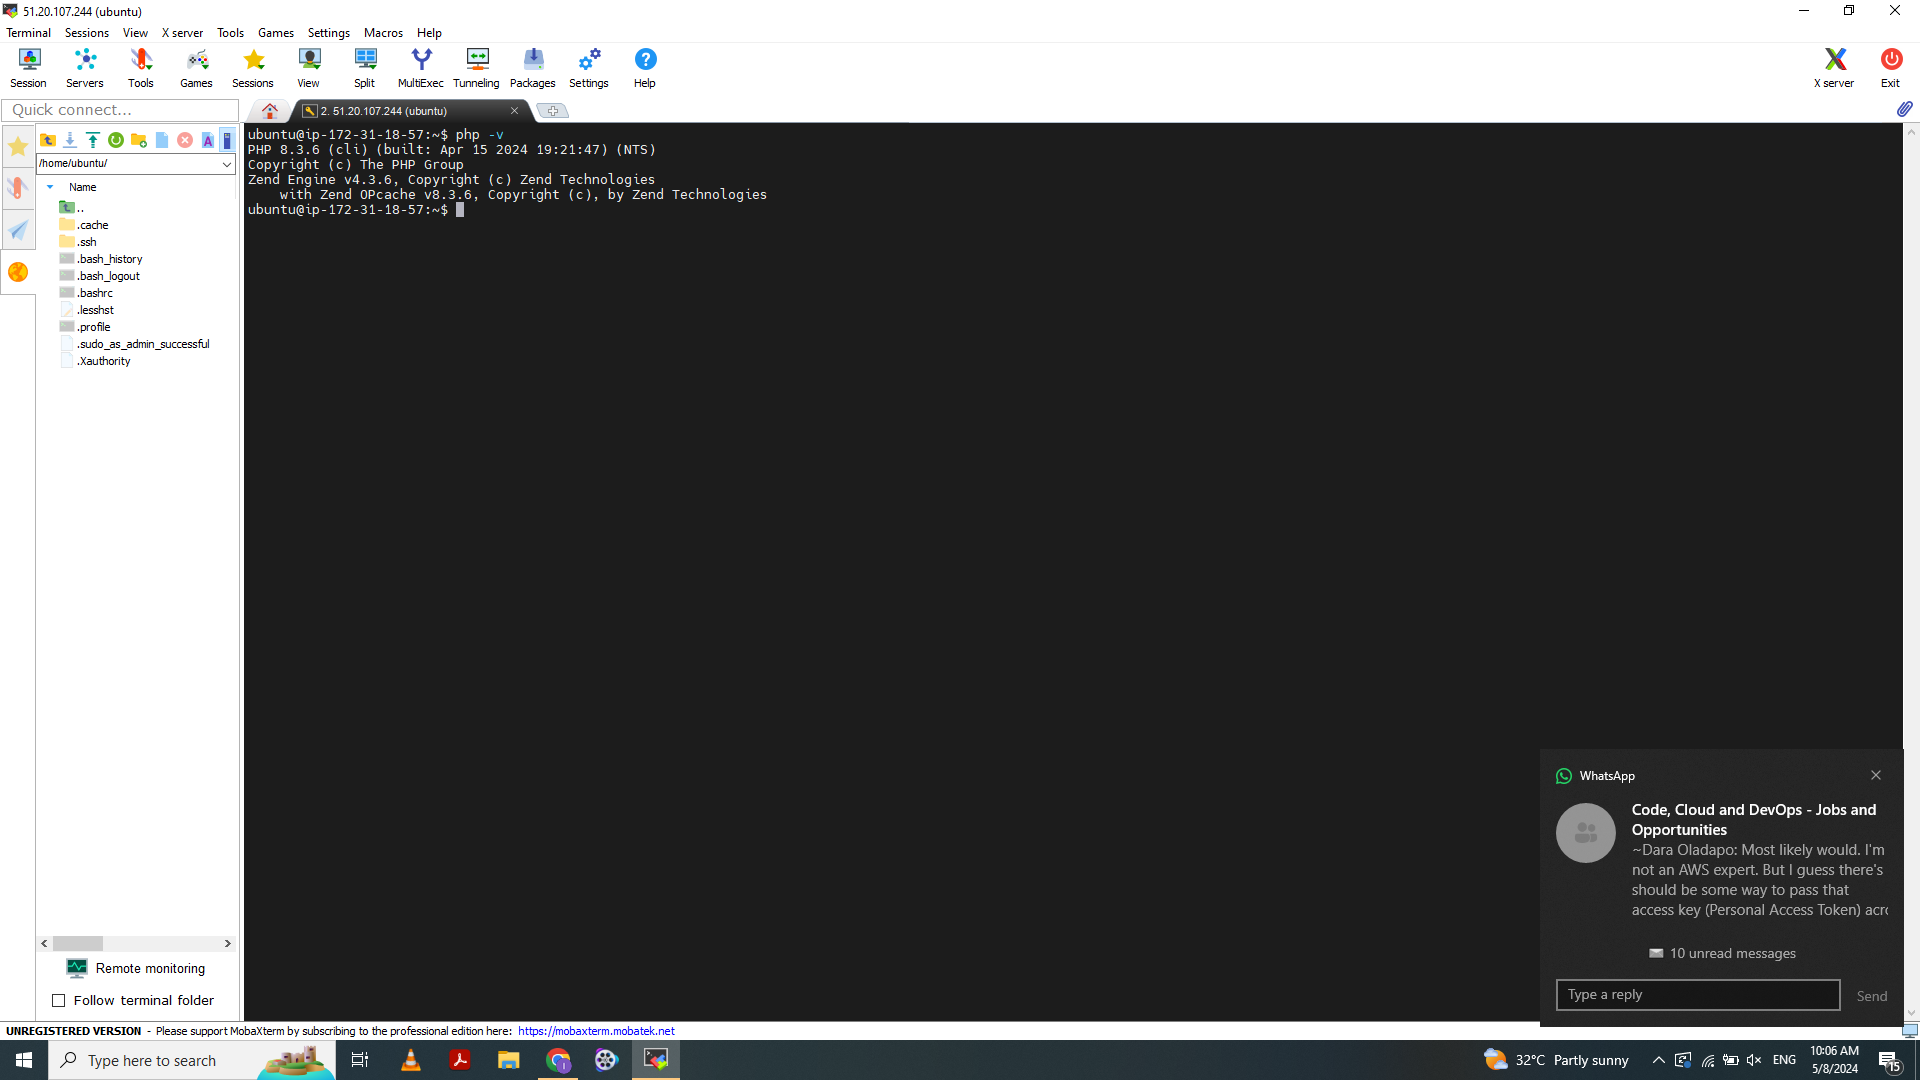 51.20.107.244 (ubuntu)
Terminal Sessions View X server Tools Games Settings Macros Help
Session Servers Tools Games Sessions View Split MultiExec Tunneling Packages Settings Help X server Exit
Quick connect...
2. 51.20.107.244 (ubuntu)
/home/ubuntu/
Name
..
.cache
.ssh
.bash_history
.bash_logout
.bashrc
.lesshst
.profile
.sudo_as_admin_successful
.Xauthority
Remote monitoring
Follow terminal folder
ubuntu@ip-172-31-18-57:~$ php -v
PHP 8.3.6 (cli) (built: Apr 15 2024 19:21:47) (NTS)
Copyright (c) The PHP Group
Zend Engine v4.3.6, Copyright (c) Zend Technologies
with Zend OPcache v8.3.6, Copyright (c), by Zend Technologies
ubuntu@ip-172-31-18-57:~$
WhatsApp
Code, Cloud and DevOps - Jobs and
Opportunities
~Dara Oladapo: Most likely would. I'm
not an AWS expert. But I guess there's
should be some way to pass that
access key (Personal Access Token) acr
10 unread messages
Type a reply
Send
UNREGISTERED VERSION - Please support MobaXterm by subscribing to the professional edition here: https://mobaxterm.mobatek.net
Type here to search
32°C Partly sunny
ENG
10:06 AM
5/8/2024
15